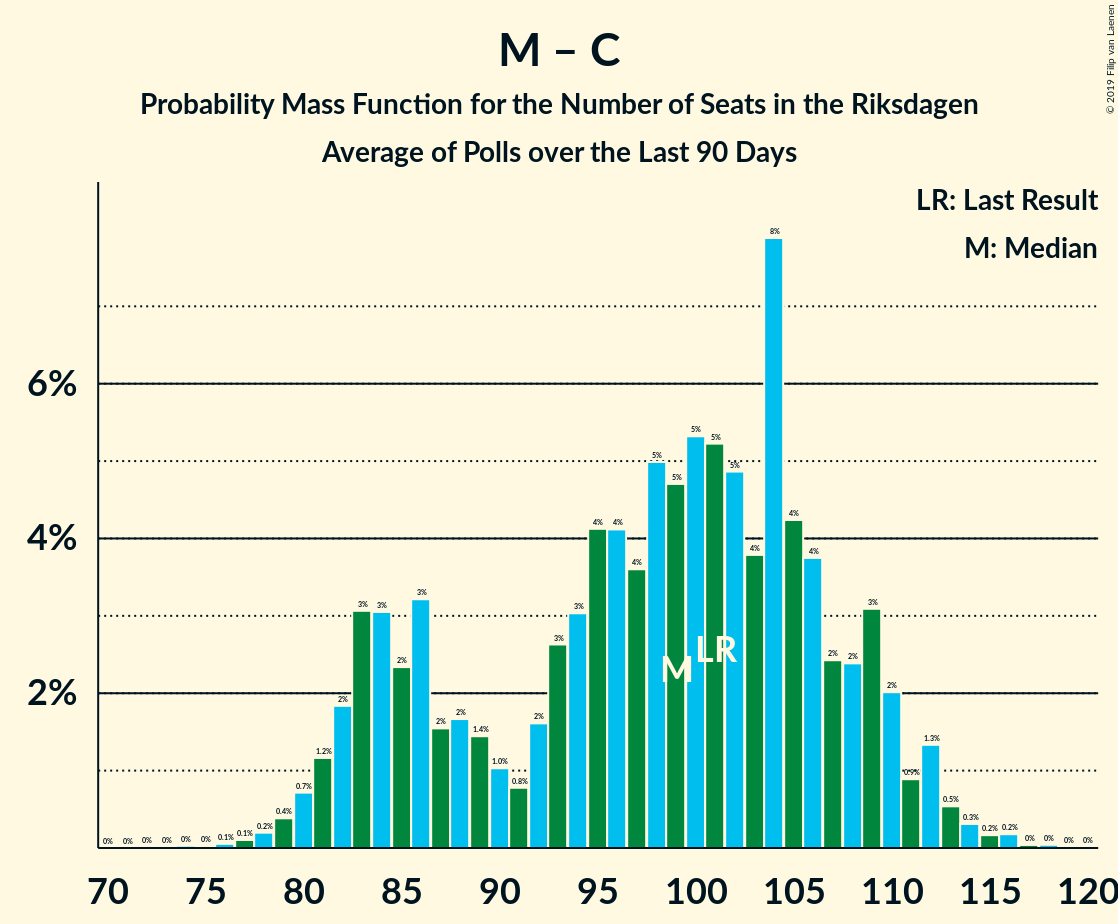 M – C
Probability Mass Function for the Number of Seats in the Riksdagen
Average of Polls over the Last 90 Days
© 2019 Filip van Laenen
LR: Last Result
M: Median
6%
4%
2%
0% 0% 0% 0% 0% 0% 0.1% 0.1% 0.2% 0.4% 0.7% 1.2% 2% 3% 3% 2% 3% 2% 2% 1.4% 1.0% 0.8% 2% 3% 3% 4% 4% 4% 5% 5% 5% 5% 5% 4% 8% 4% 4% 2% 2% 3% 2% 0.9% 1.3% 0.5% 0.3% 0.2% 0.2% 0% 0% 0% 0%
M LR
70 75 80 85 90 95 100 105 110 115 120